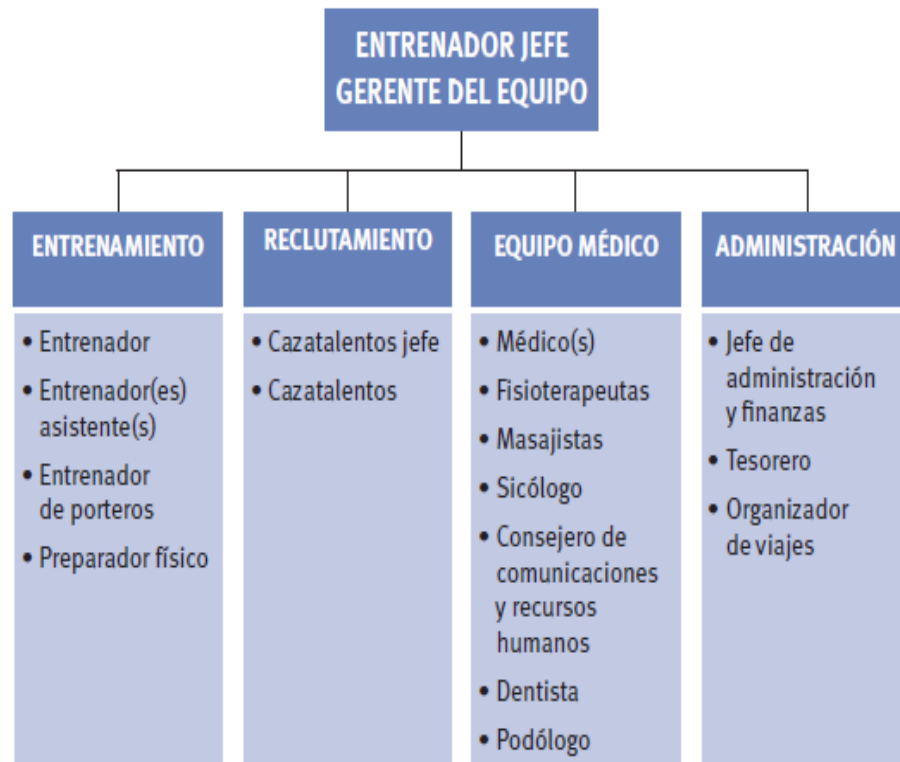 ENTRENADOR JEFE
GERENTE DEL EQUIPO
ENTRENAMIENTO
• Entrenador
• Entrenador(es)
asistente(s)
• Entrenador
de porteros
• Preparador físico
RECLUTAMIENTO
• Cazatalentos jefe
• Cazatalentos
EQUIPO MÉDICO
• Médico(s)
• Fisioterapeutas
• Masajistas
• Sicólogo
• Consejero de
comunicaciones
y recursos
humanos
• Dentista
• Podólogo
ADMINISTRACIÓN
• Jefe de
administración
y finanzas
• Tesorero
• Organizador
de viajes